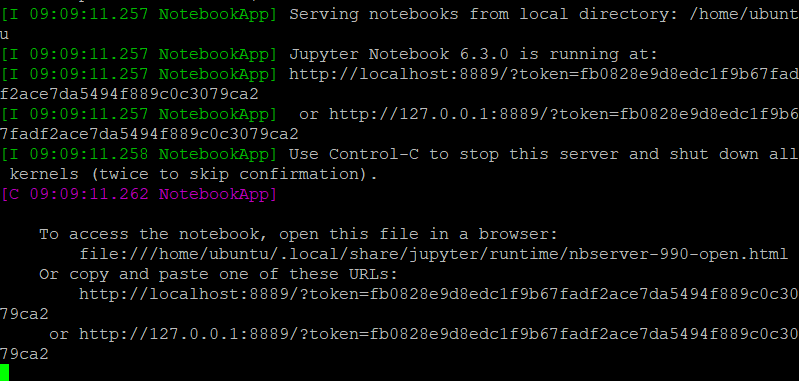 [I 09:09:11.257 NotebookApp] Serving notebooks from local directory: /home/ubunt
u
[I 09:09:11.257 NotebookApp] Jupyter Notebook 6.3.0 is running at:
[I 09:09:11.257 NotebookApp] http://localhost:8889/?token=fb0828e9d8edc1f9b67fad
f2ace7da5494f889c0c3079ca2
[I 09:09:11.257 NotebookApp]  or http://127.0.0.1:8889/?token=fb0828e9d8edc1f9b6
7fadf2ace7da5494f889c0c3079ca2
[I 09:09:11.258 NotebookApp] Use Control-C to stop this server and shut down all
 kernels (twice to skip confirmation).
[C 09:09:11.262 NotebookApp]
    To access the notebook, open this file in a browser:
        file:///home/ubuntu/.local/share/jupyter/runtime/nbserver-990-open.html
    Or copy and paste one of these URLs:
        http://localhost:8889/?token=fb0828e9d8edc1f9b67fadf2ace7da5494f889c0c30
79ca2
     or http://127.0.0.1:8889/?token=fb0828e9d8edc1f9b67fadf2ace7da5494f889c0c30
79ca2